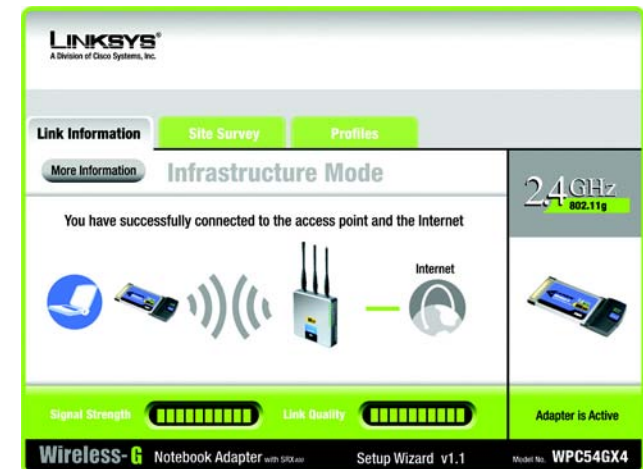 LINKSYS®
A Division of Cisco Systems, Inc.
Link Information
Site Survey
Profiles
More Information
Infrastructure Mode
2.4GHz
802.11g
You have successfully connected to the access point and the Internet
Internet
Signal Strength
Link Quality
Adapter is Active
Wireless-G Notebook Adapter with SRX400
Setup Wizard v1.1
Model No. WPC54GX4